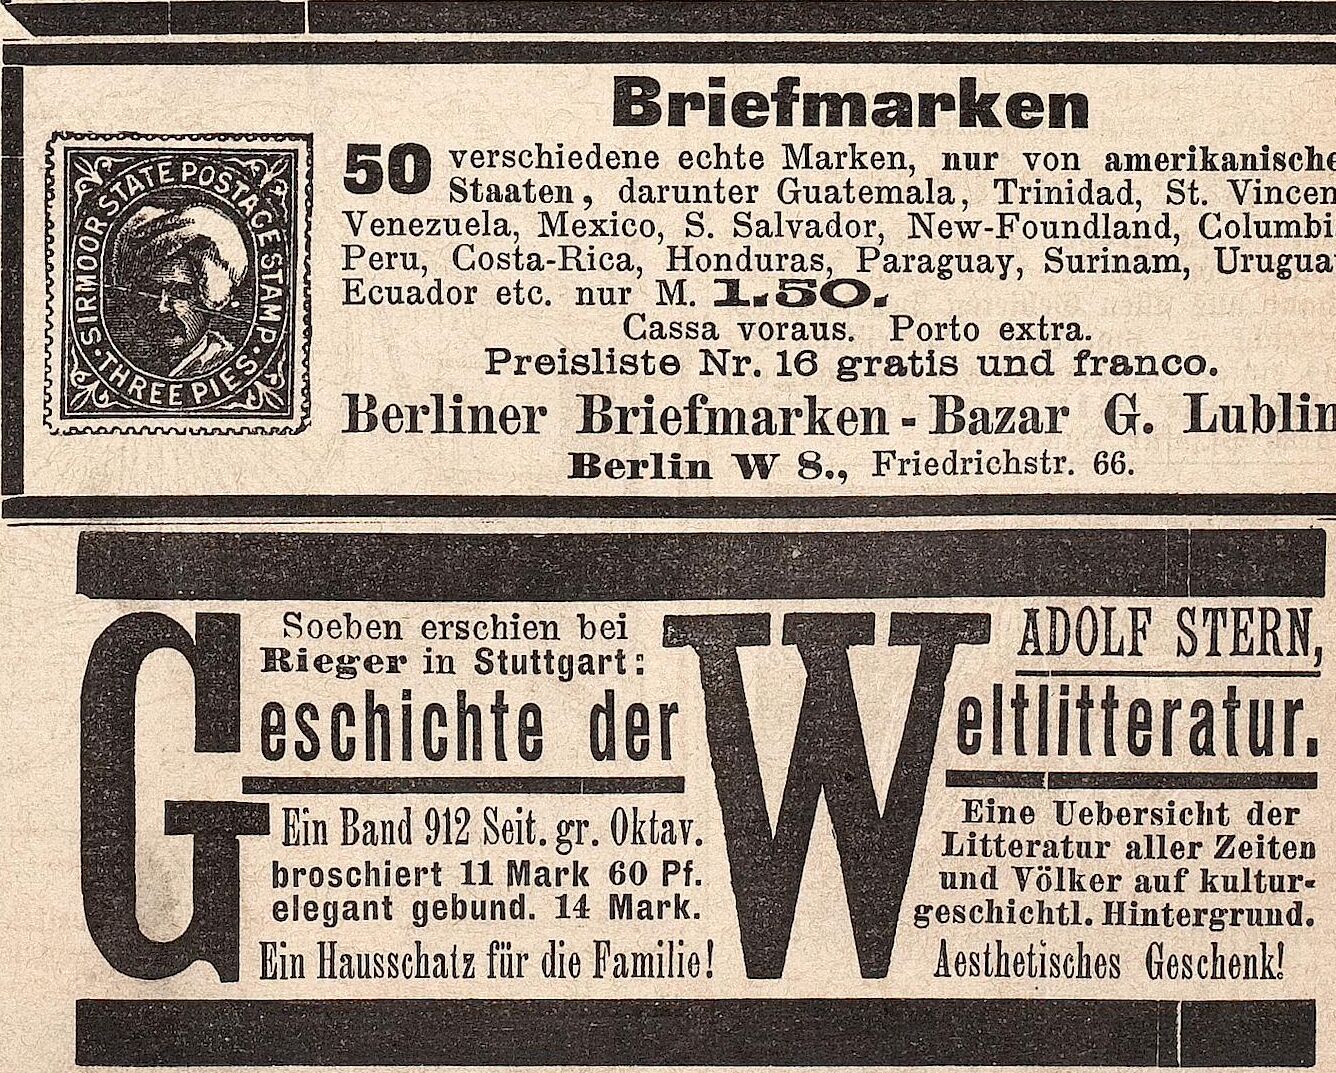 Briefmarken
50 verschiedene echte Marken, nur von amerikanische
Staaten, darunter Guatemala, Trinidad, St. Vincen
Venezuela, Mexico, S. Salvador, New-Foundland, Columbi
Peru, Costa-Rica, Honduras, Paraguay, Surinam, Urugua
Ecuador etc. nur M. 1.50.
Cassa voraus. Porto extra.
Preisliste Nr. 16 gratis und franco.
Berliner Briefmarken-Bazar G. Lublin
Berlin W 8., Friedrichstr. 66.
SIRMOOR STATE POSTAGE STAMP.
THREE PIES
Soeben erschien bei
Rieger in Stuttgart:
ADOLF STERN,
Geschichte der Weltlitteratur.
Ein Band 912 Seit. gr. Oktav.
broschiert 11 Mark 60 Pf.
elegant gebund. 14 Mark.
Ein Hausschatz für die Familie!
Eine Uebersicht der
Litteratur aller Zeiten
und Völker auf kultur-
geschichtl. Hintergrund.
Aesthetisches Geschenk!